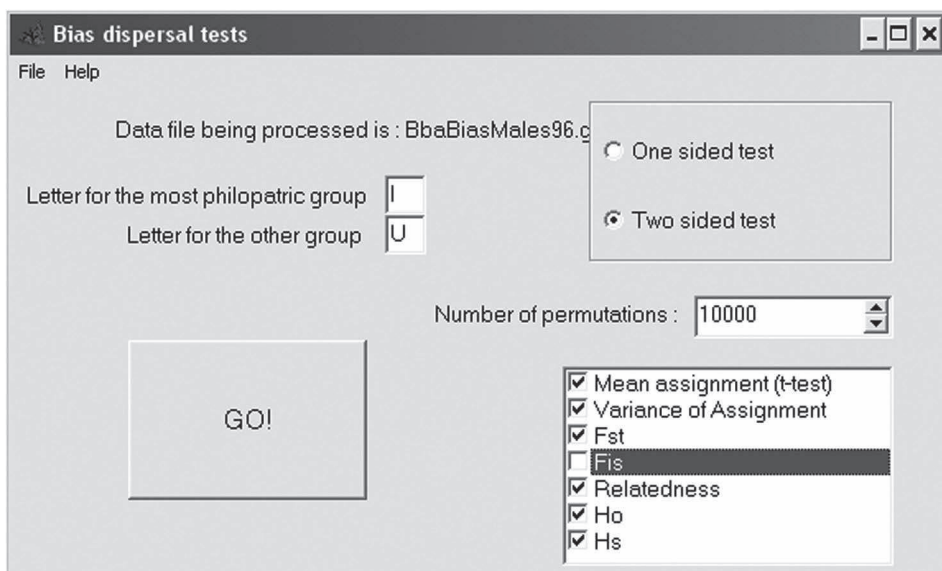 Bias dispersal tests
File Help
Data file being processed is : BbaBiasMales96.g
One sided test
Two sided test
Letter for the most philopatric group I
Letter for the other group U
Number of permutations : 10000
GO!
Mean assignment (t-test)
Variance of Assignment
Fst
Fis
Relatedness
Ho
Hs